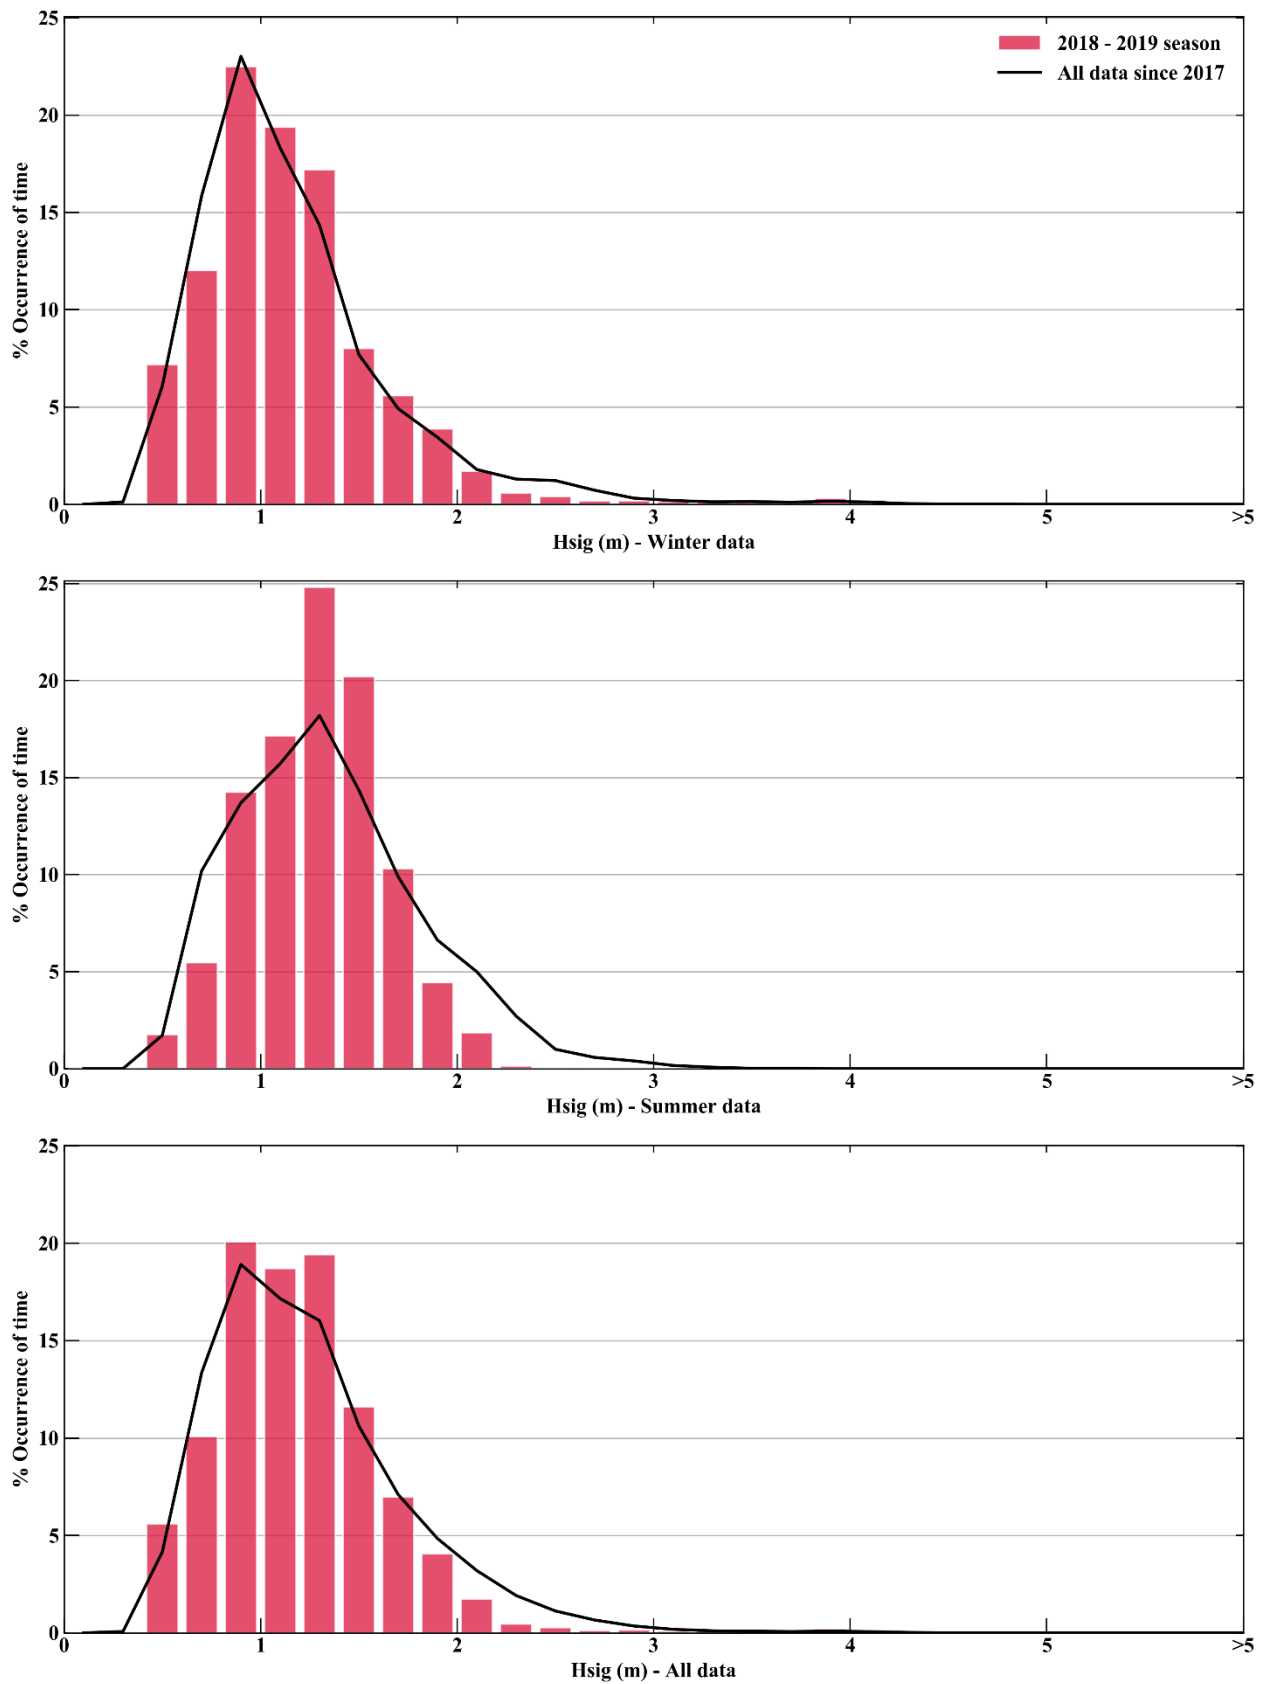 25
20
15
10
5
0
% Occurrence of time
2018 - 2019 season
All data since 2017
0 1 2 3 4 5 >5
Hsig (m) - Winter data
25
20
15
10
5
0
% Occurrence of time
0 1 2 3 4 5 >5
Hsig (m) - Summer data
25
20
15
10
5
0
% Occurrence of time
0 1 2 3 4 5 >5
Hsig (m) - All data